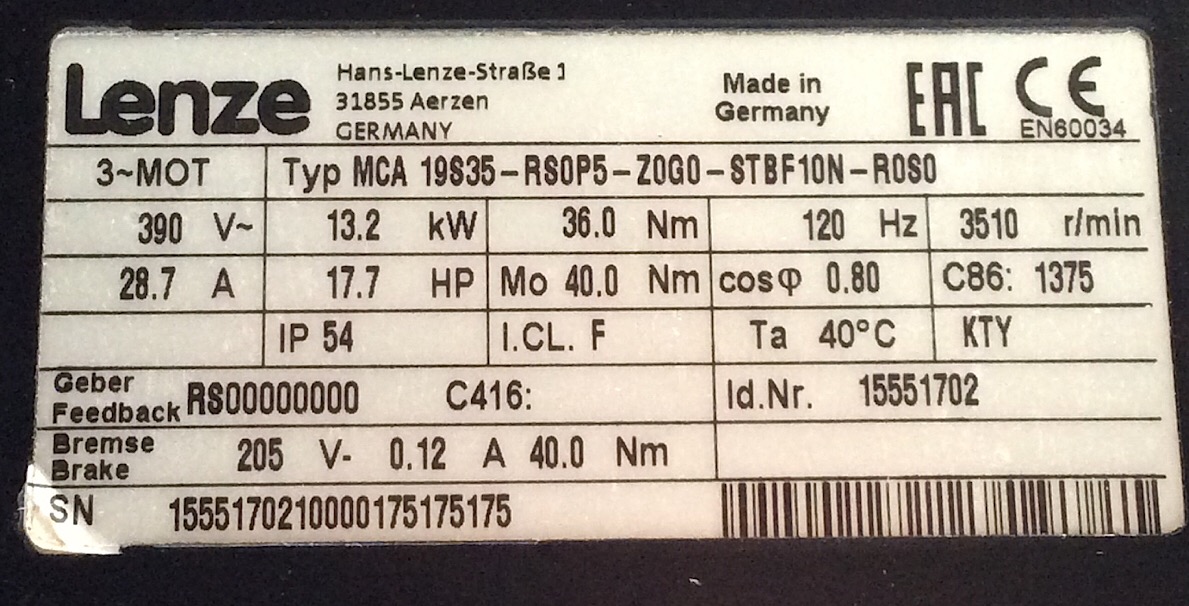 Lenze
Hans-Lenze-Straße 1
31855 Aerzen
GERMANY
Made in
Germany
EAC CE
EN60034
3~MOT Typ MCA 19S35-RS0P5-Z0G0-STBF10N-R0S0
390 V~ 13.2 kW 36.0 Nm 120 Hz 3510 r/min
28.7 A 17.7 HP Mo 40.0 Nm cosφ 0.80 C86: 1375
IP 54 I.CL. F Ta 40°C KTY
Geber
Feedback RS00000000 C416: Id.Nr. 15551702
Bremse
Brake 205 V- 0.12 A 40.0 Nm
SN 1555170210000175175175